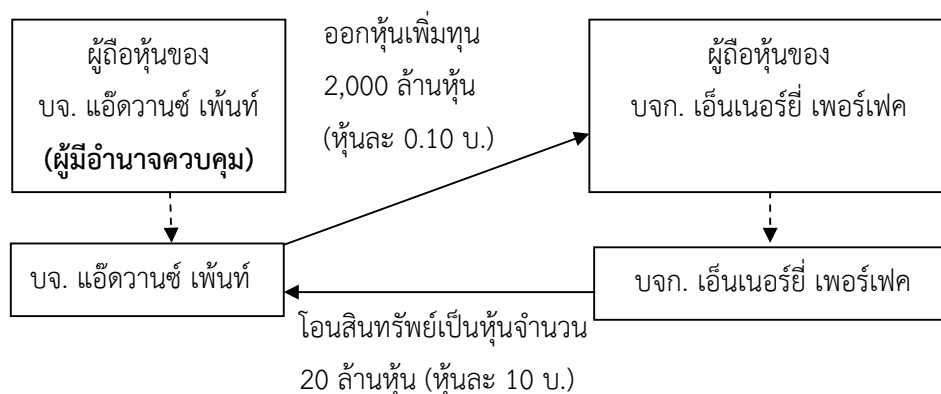 ผู้ถือหุ้นของ
บจ. แอ๊ดวานซ์ เพ้นท์
(ผู้มีอำนาจควบคุม)
ออกหุ้นเพิ่มทุน
2,000 ล้านหุ้น
(หุ้นละ 0.10 บ.)
ผู้ถือหุ้นของ
บจก. เอ็นเนอร์ยี่ เพอร์เฟค
บจ. แอ๊ดวานซ์ เพ้นท์
บจก. เอ็นเนอร์ยี่ เพอร์เฟค
โอนสินทรัพย์เป็นหุ้นจำนวน
20 ล้านหุ้น (หุ้นละ 10 บ.)